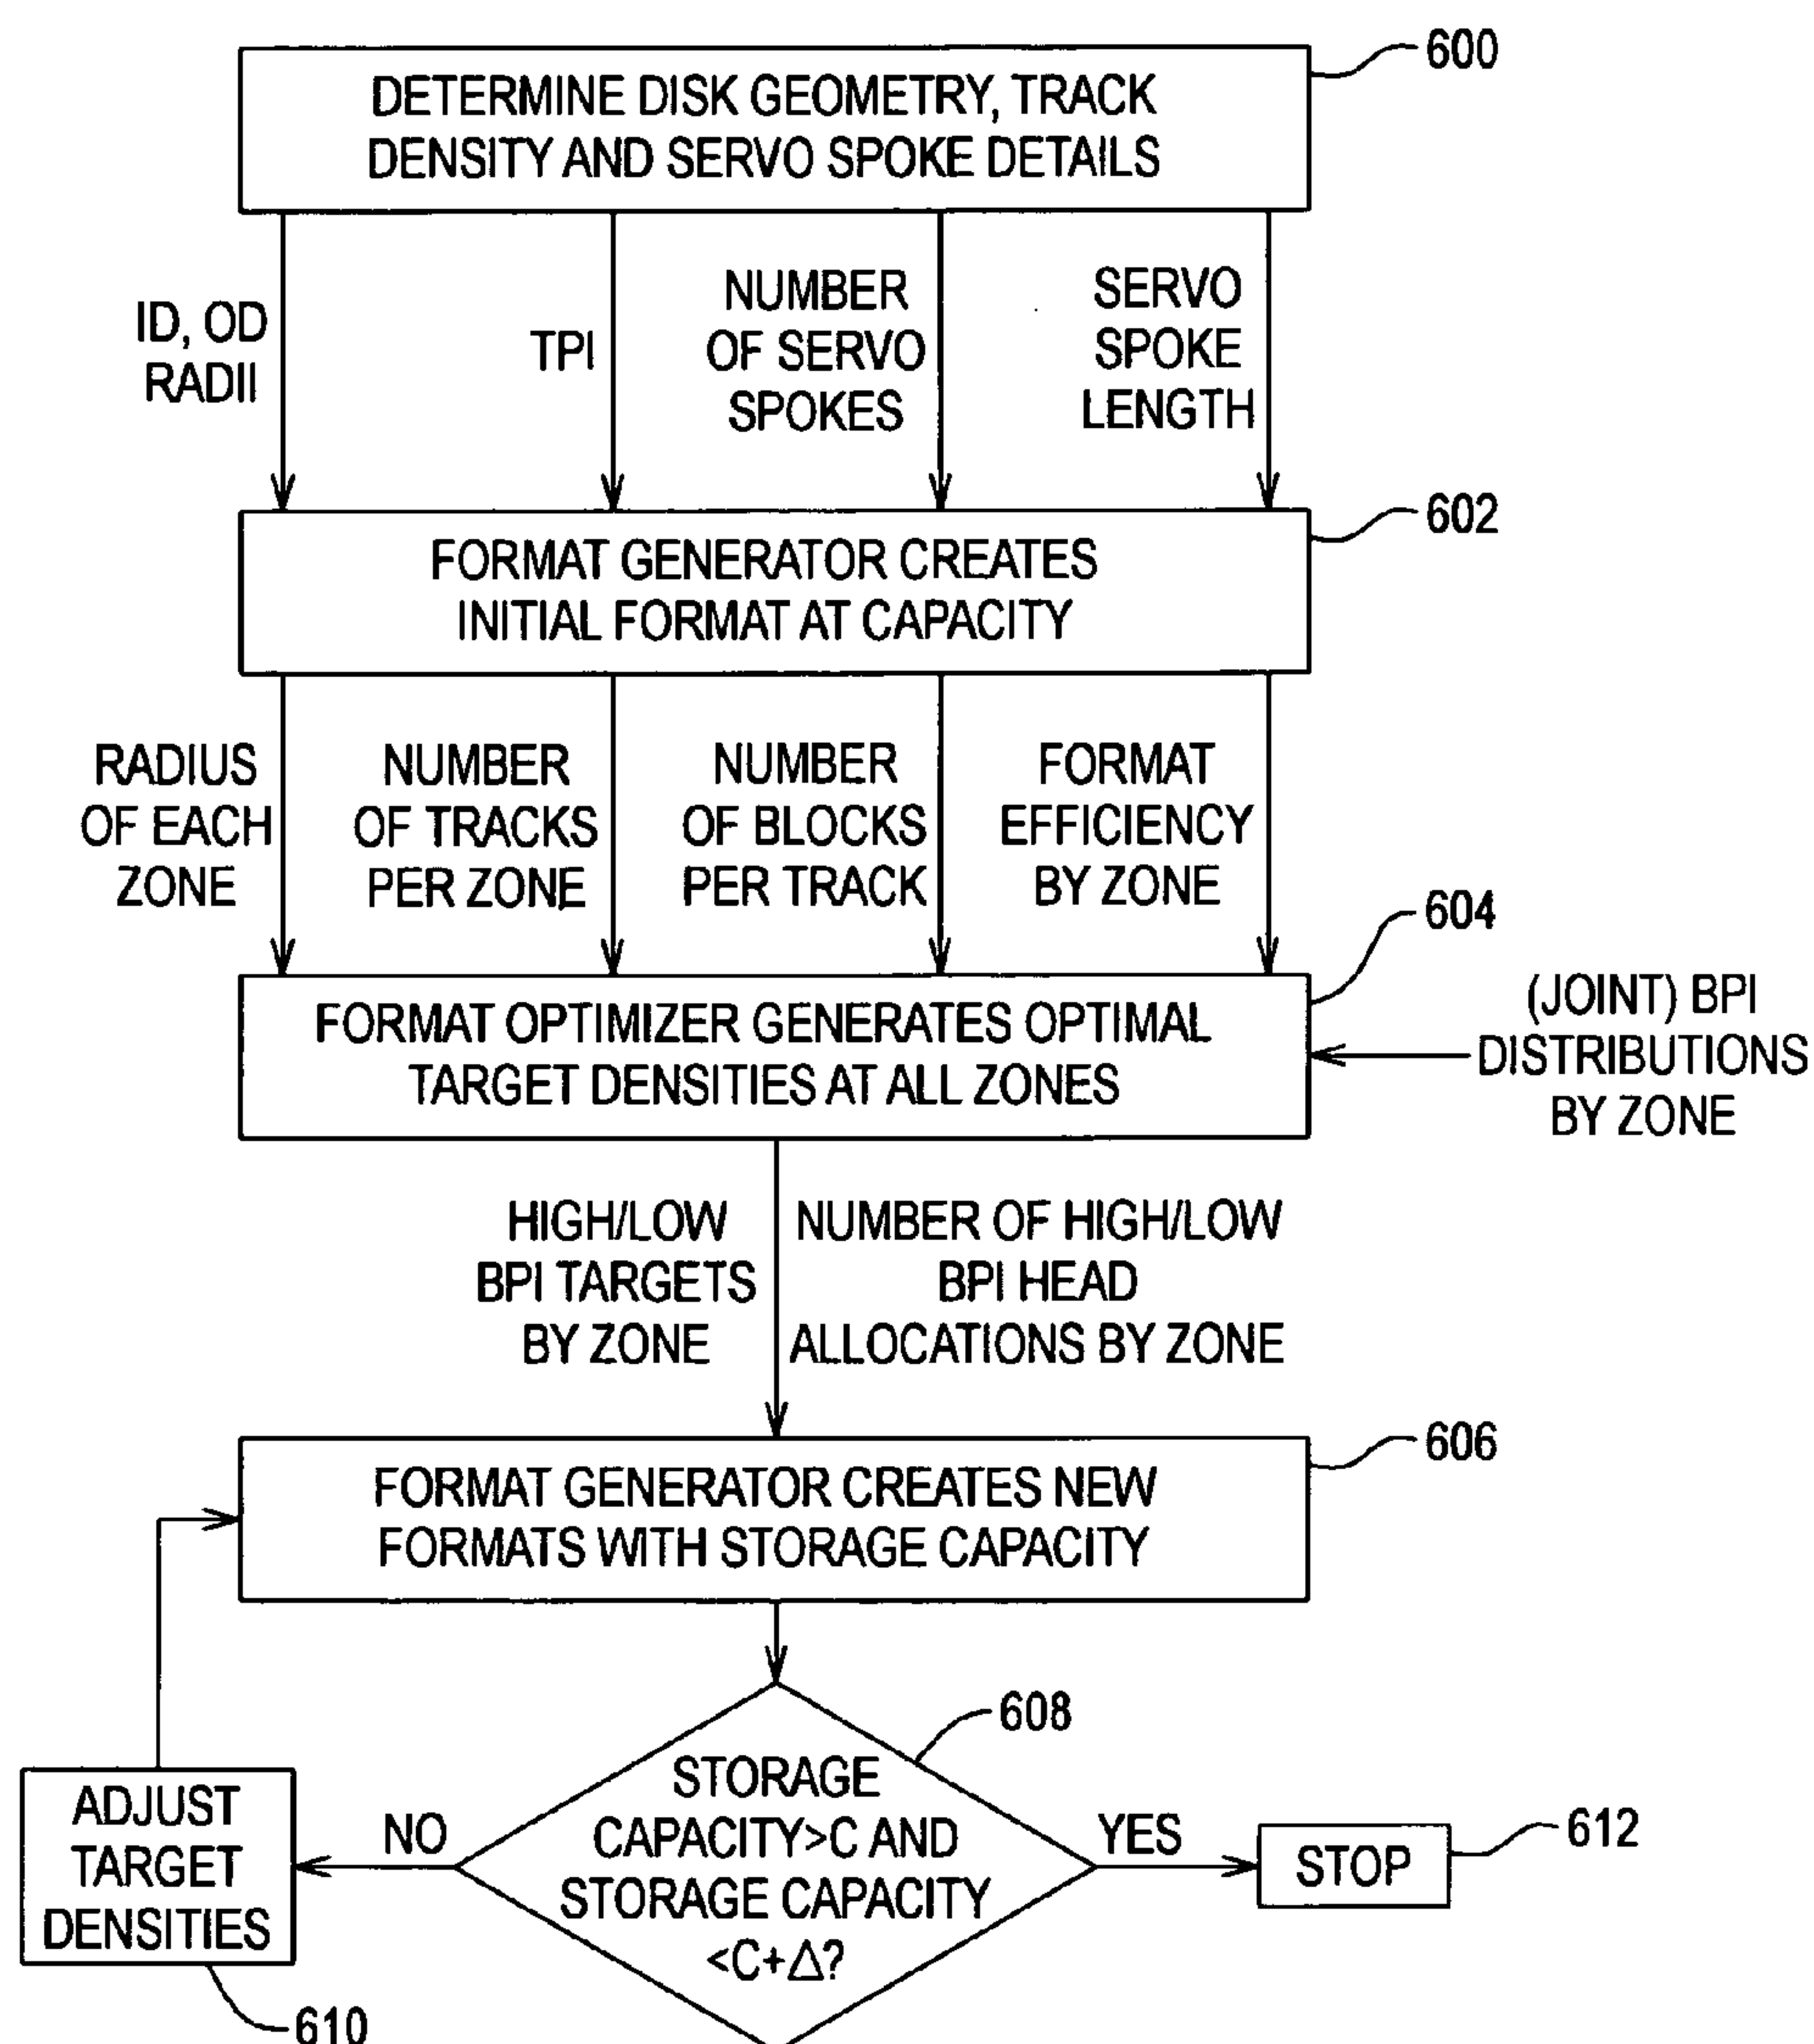 600
DETERMINE DISK GEOMETRY, TRACK
DENSITY AND SERVO SPOKE DETAILS
ID, OD
RADII
TPI
NUMBER
OF SERVO
SPOKES
SERVO
SPOKE
LENGTH
602
FORMAT GENERATOR CREATES
INITIAL FORMAT AT CAPACITY
RADIUS
OF EACH
ZONE
NUMBER
OF TRACKS
PER ZONE
NUMBER
OF BLOCKS
PER TRACK
FORMAT
EFFICIENCY
BY ZONE
604
FORMAT OPTIMIZER GENERATES OPTIMAL
TARGET DENSITIES AT ALL ZONES
(JOINT) BPI
DISTRIBUTIONS
BY ZONE
HIGH/LOW
BPI TARGETS
BY ZONE
NUMBER OF HIGH/LOW
BPI HEAD
ALLOCATIONS BY ZONE
606
FORMAT GENERATOR CREATES NEW
FORMATS WITH STORAGE CAPACITY
608
STORAGE
CAPACITY>C AND
STORAGE CAPACITY
<C+Δ?
NO
YES
ADJUST
TARGET
DENSITIES
610
STOP
612